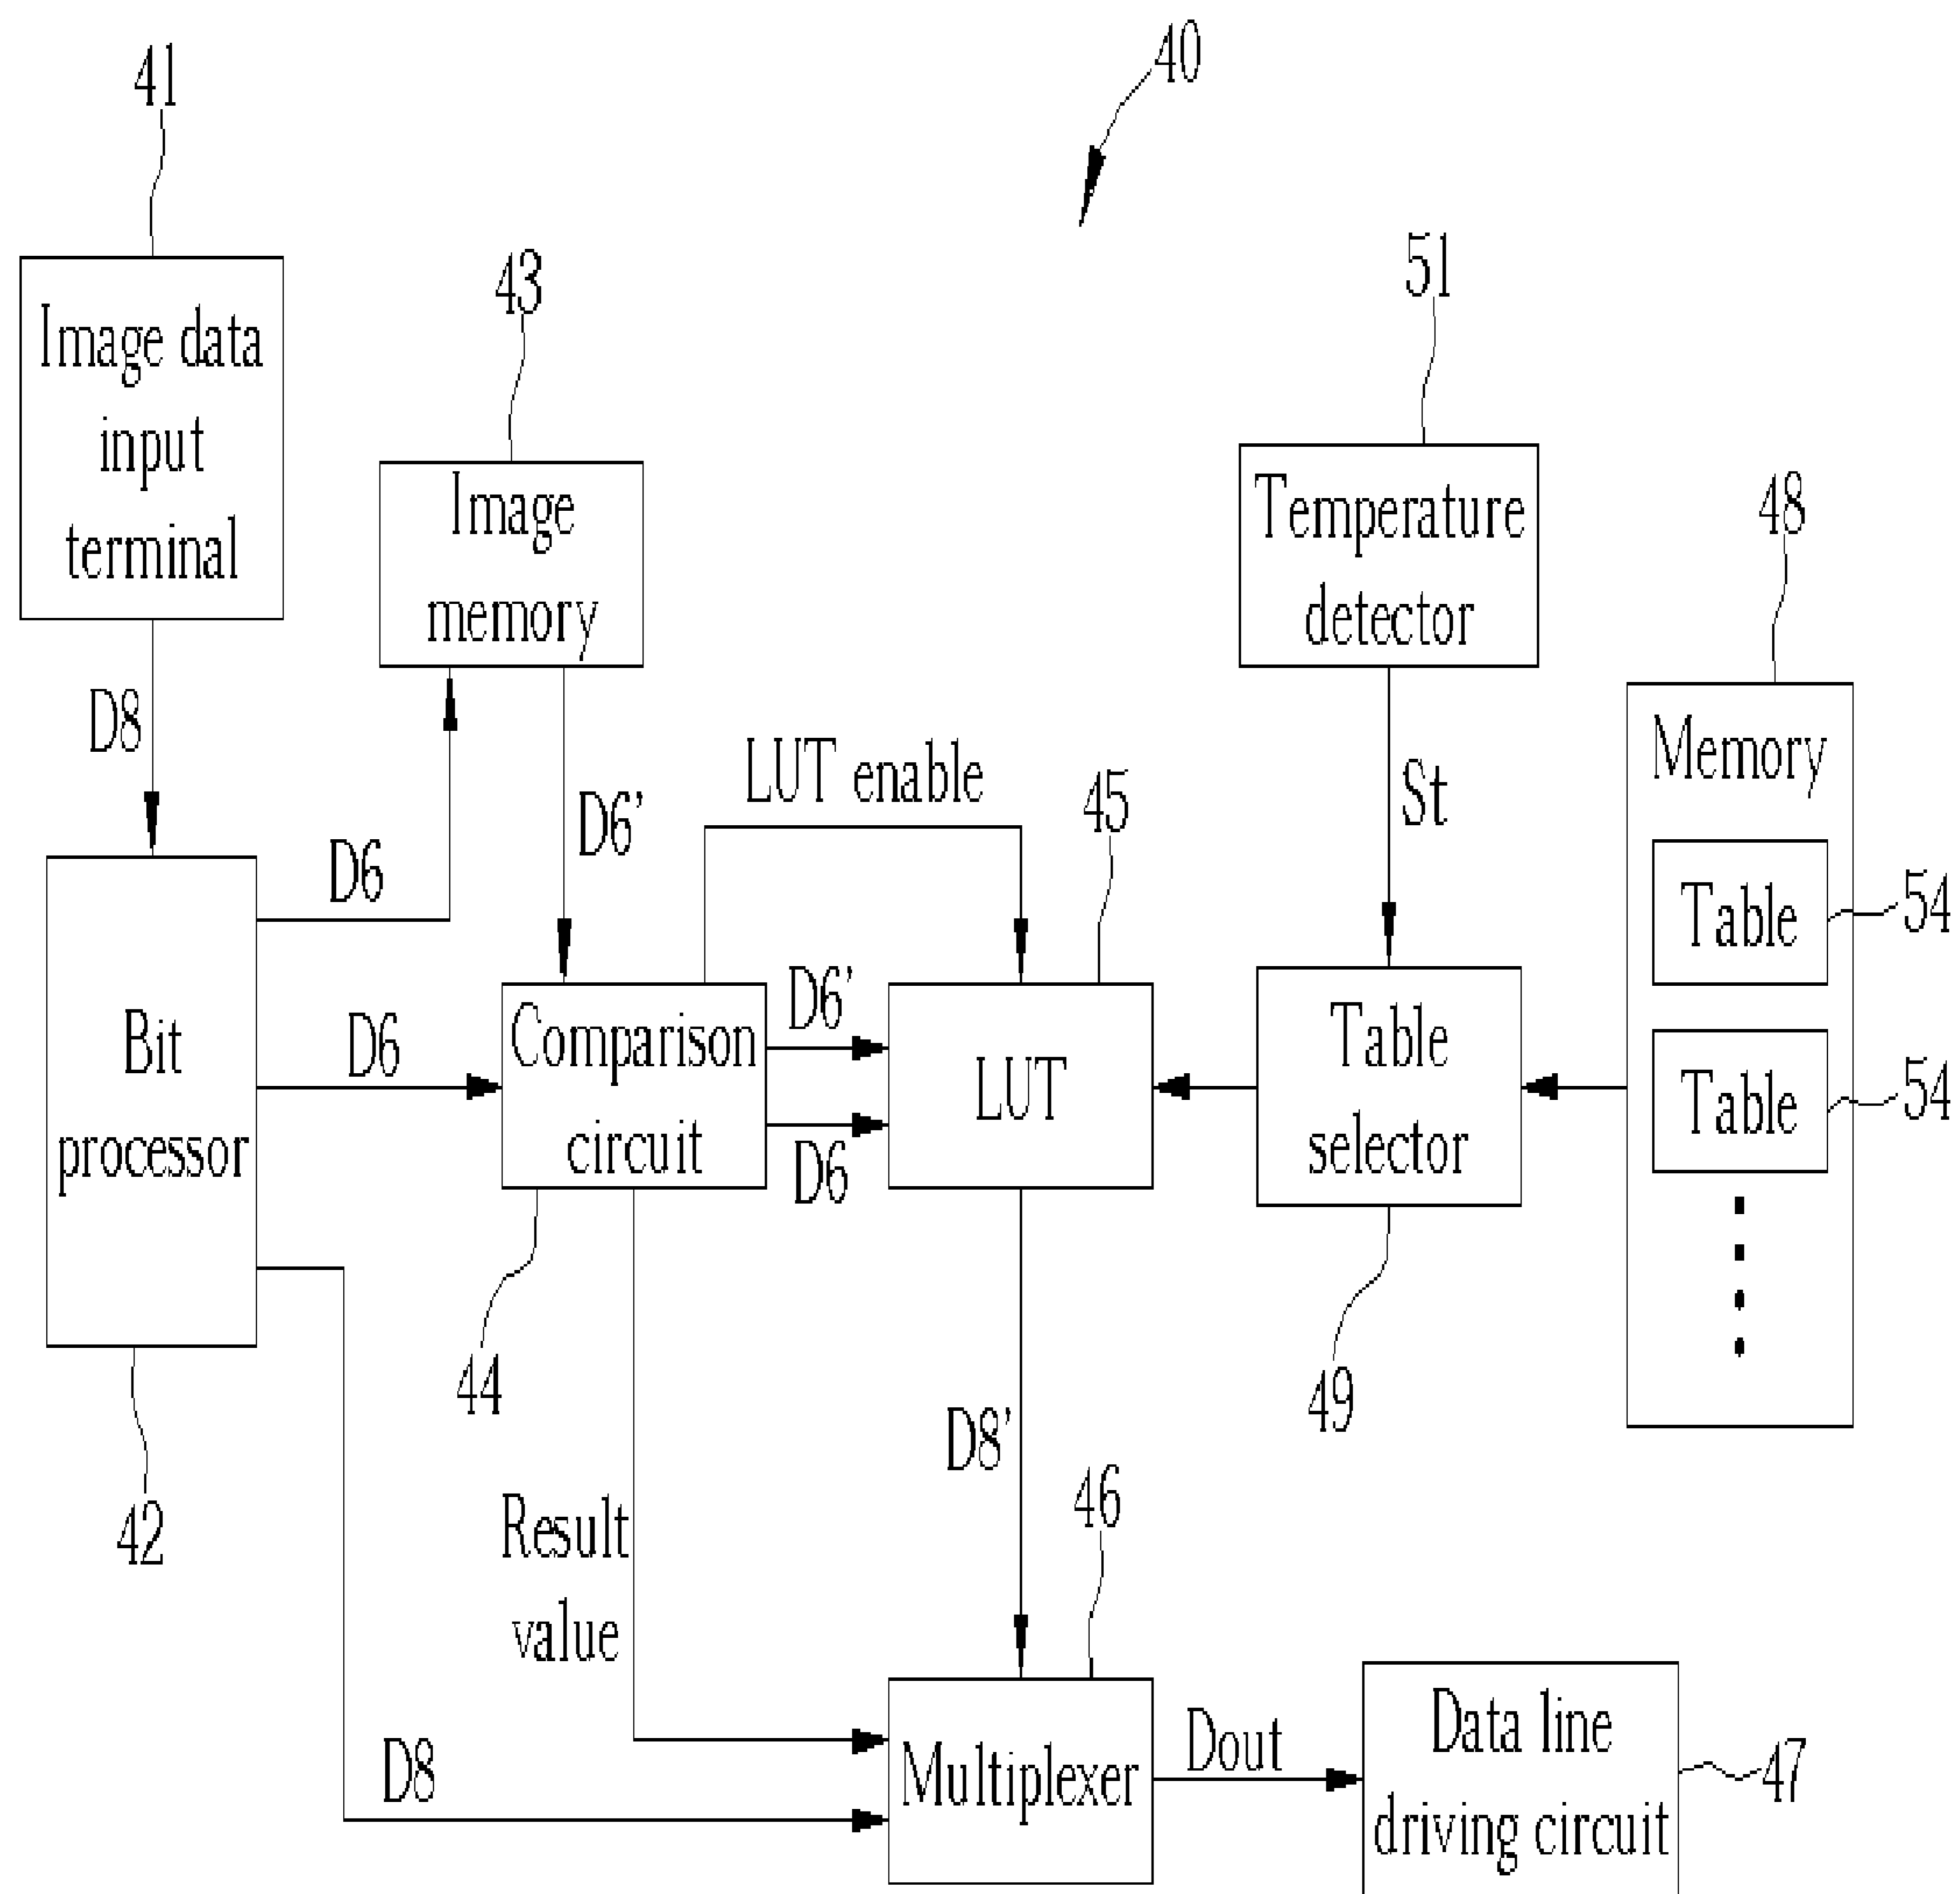 40
41
Image data
input
terminal
43
Image
memory
51
Temperature
detector
48
Memory
Table
54
Table
54
D8
D6
D6'
LUT enable
45
St
Bit
processor
42
D6
Comparison
circuit
44
D6'
D6
LUT
Table
selector
49
Result
value
D8'
46
D8
Multiplexer
Dout
Data line
driving circuit
47